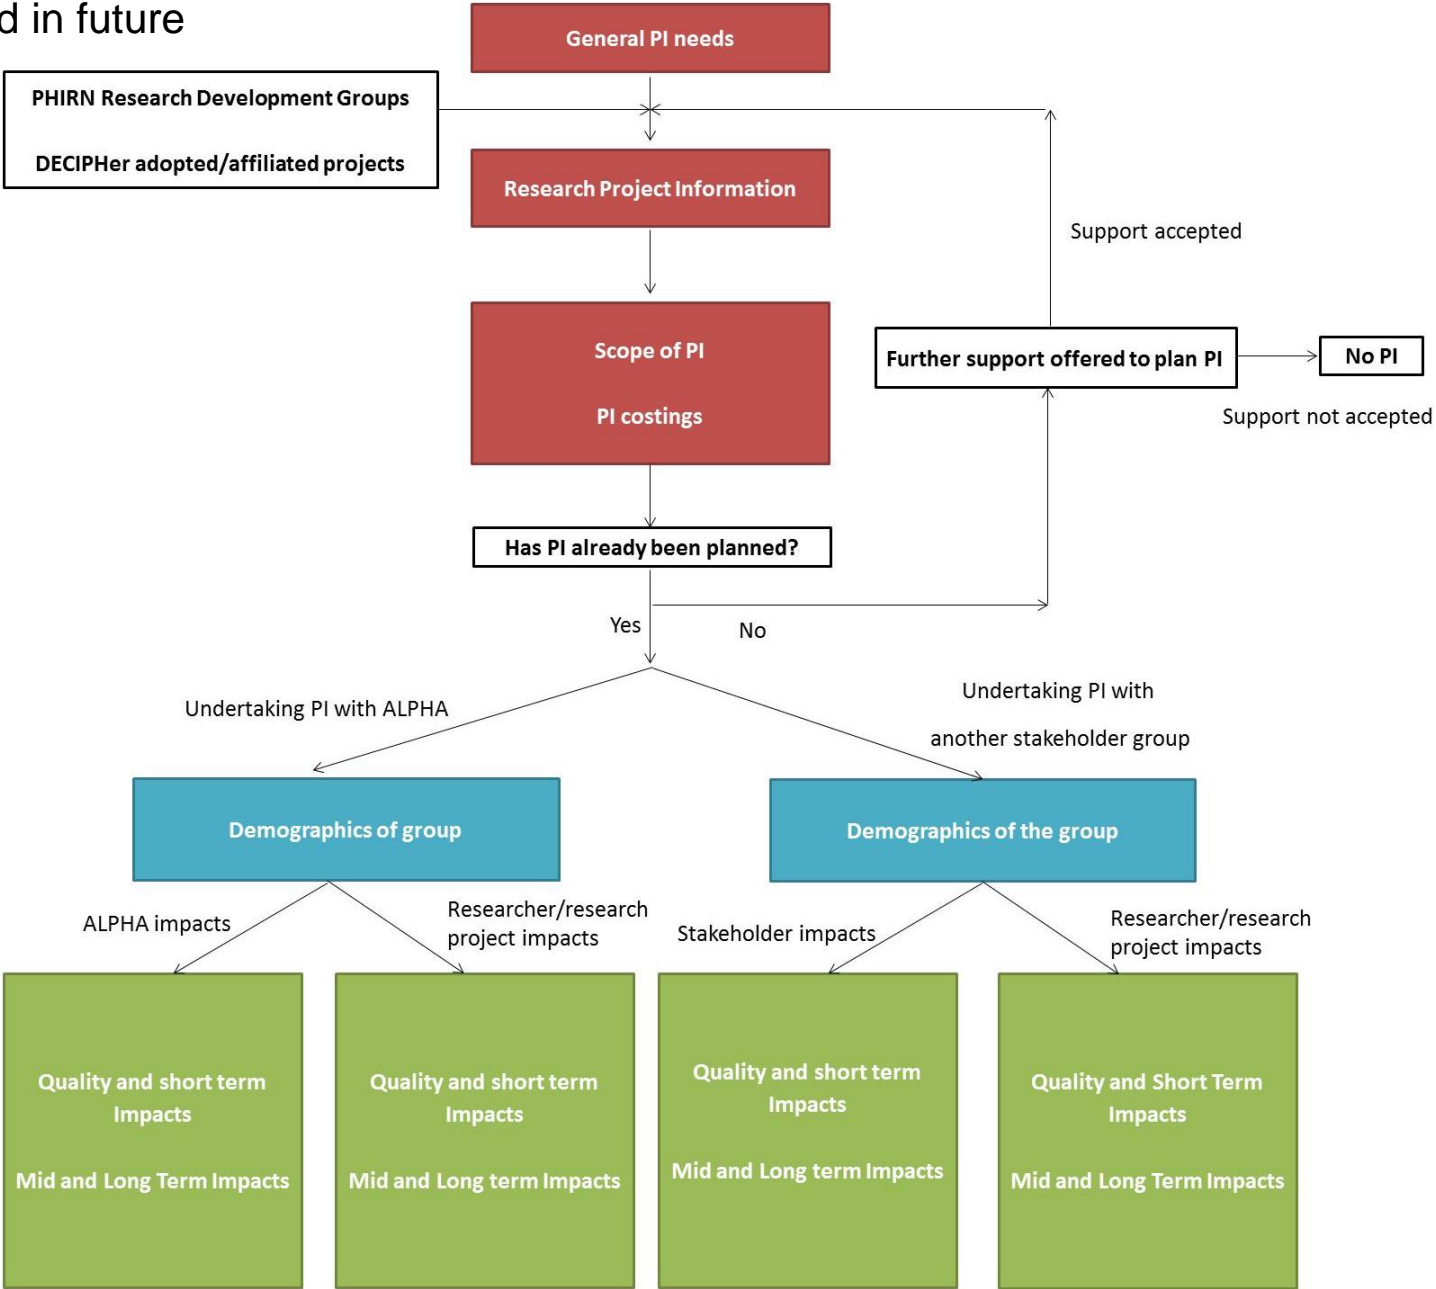 d in future
General PI needs
PHIRN Research Development Groups
DECIPHer adopted/affiliated projects
Research Project Information
Support accepted
Scope of PI
PI costings
Further support offered to plan PI
No PI
Support not accepted
Has PI already been planned?
Yes
No
Undertaking PI with ALPHA
Undertaking PI with
another stakeholder group
Demographics of group
Demographics of the group
ALPHA impacts
Researcher/research
project impacts
Stakeholder impacts
Researcher/research
project impacts
Quality and short term
Impacts
Mid and Long Term Impacts
Quality and short term
Impacts
Mid and Long term Impacts
Quality and short term
Impacts
Mid and Long term Impacts
Quality and Short Term
Impacts
Mid and Long Term Impacts